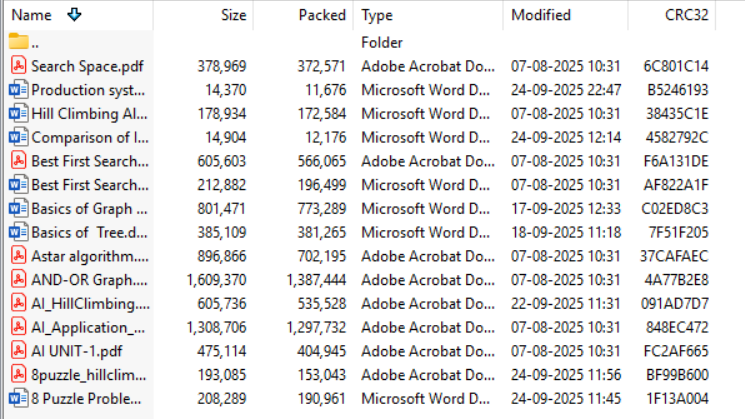 Name Size Packed Type Modified CRC32
.. Folder
Search Space.pdf 378,969 372,571 Adobe Acrobat Do... 07-08-2025 10:31 6C801C14
Production syst... 14,370 11,676 Microsoft Word D... 24-09-2025 22:47 B5246193
Hill Climbing Al... 178,934 172,584 Microsoft Word D... 07-08-2025 10:31 38435C1E
Comparison of I... 14,904 12,176 Microsoft Word D... 24-09-2025 12:14 4582792C
Best First Search... 605,603 566,065 Adobe Acrobat Do... 07-08-2025 10:31 F6A131DE
Best First Search... 212,882 196,499 Microsoft Word D... 07-08-2025 10:31 AF822A1F
Basics of Graph ... 801,471 773,289 Microsoft Word D... 17-09-2025 12:33 C02ED8C3
Basics of  Tree.d... 385,109 381,265 Microsoft Word D... 18-09-2025 11:18 7F51F205
Astar algorithm.... 896,866 702,195 Adobe Acrobat Do... 07-08-2025 10:31 37CAFAEC
AND-OR Graph.... 1,609,370 1,387,444 Adobe Acrobat Do... 07-08-2025 10:31 4A77B2E8
AI_HillClimbing.... 605,736 535,528 Adobe Acrobat Do... 22-09-2025 11:31 091AD7D7
AI_Application_... 1,308,706 1,297,732 Adobe Acrobat Do... 07-08-2025 10:31 848EC472
AI UNIT-1.pdf 475,114 404,945 Adobe Acrobat Do... 07-08-2025 10:31 FC2AF665
8puzzle_hillclim... 193,085 153,043 Adobe Acrobat Do... 24-09-2025 11:56 BF99B600
8 Puzzle Proble... 208,289 190,961 Microsoft Word D... 24-09-2025 11:45 1F13A004